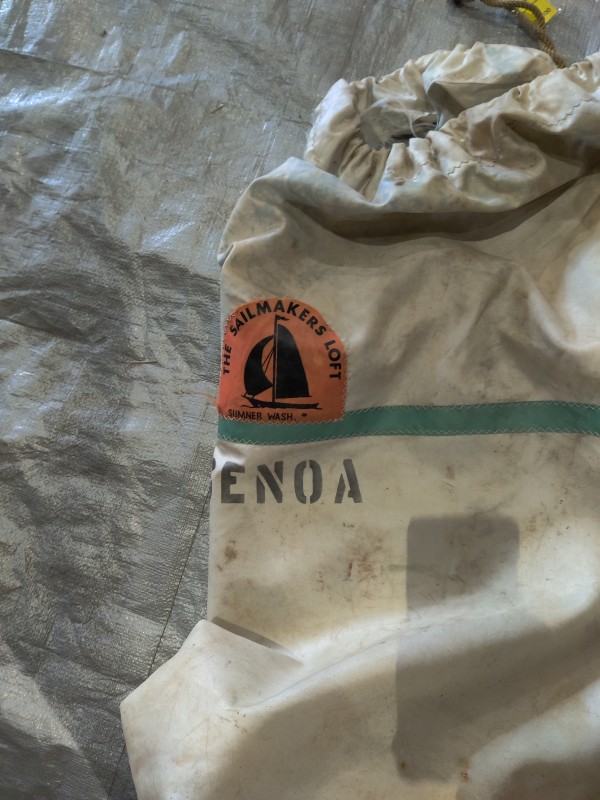 THE SAILMAKERS LOFT
SUMNER WASH.
ENOA